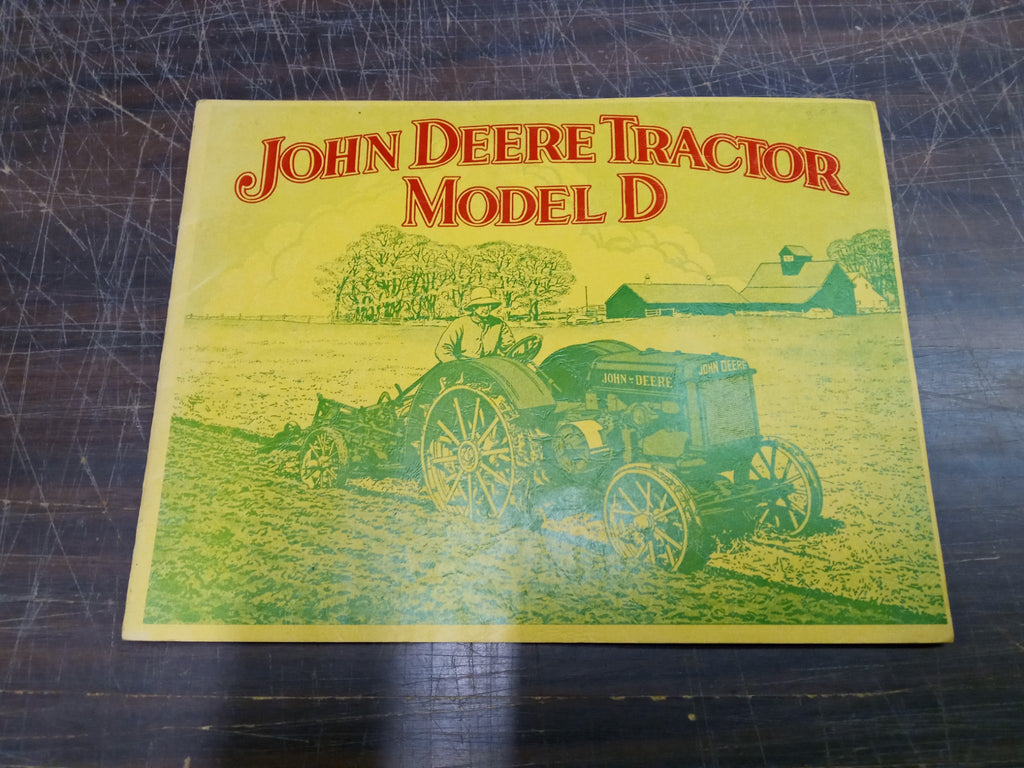 JOHN DEERE TRACTOR
MODEL D
JOHN DEERE
JOHN-DEERE